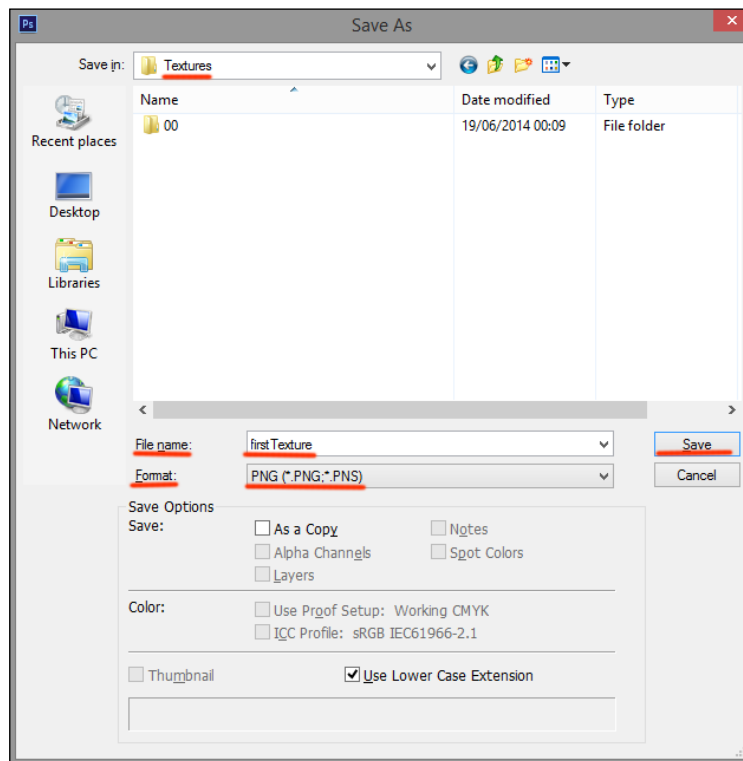 Ps Save As
Save in: Textures
Name Date modified Type
00 19/06/2014 00:09 File folder
Recent places
Desktop
Libraries
This PC
Network
File name: firstTexture Save
Format: PNG (*.PNG;*.PNS) Cancel
Save Options
Save: As a Copy Notes
Alpha Channels Spot Colors
Layers
Color: Use Proof Setup: Working CMYK
ICC Profile: sRGB IEC61966-2.1
Thumbnail Use Lower Case Extension